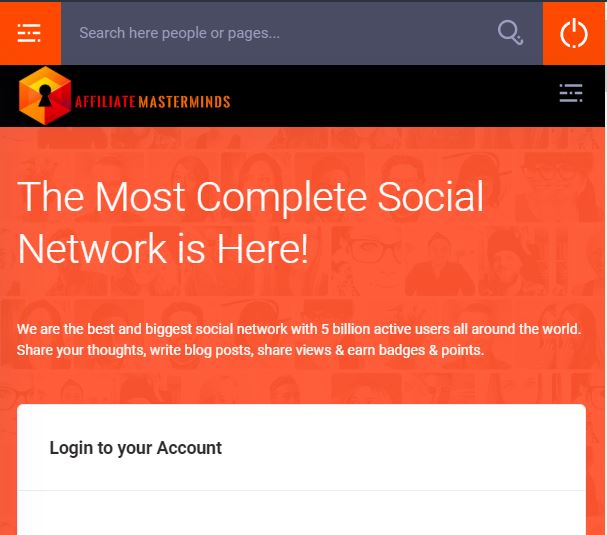 Search here people or pages...
AFFILIATE MASTERMINDS
The Most Complete Social
Network is Here!
We are the best and biggest social network with 5 billion active users all around the world.
Share your thoughts, write blog posts, share views & earn badges & points.
Login to your Account